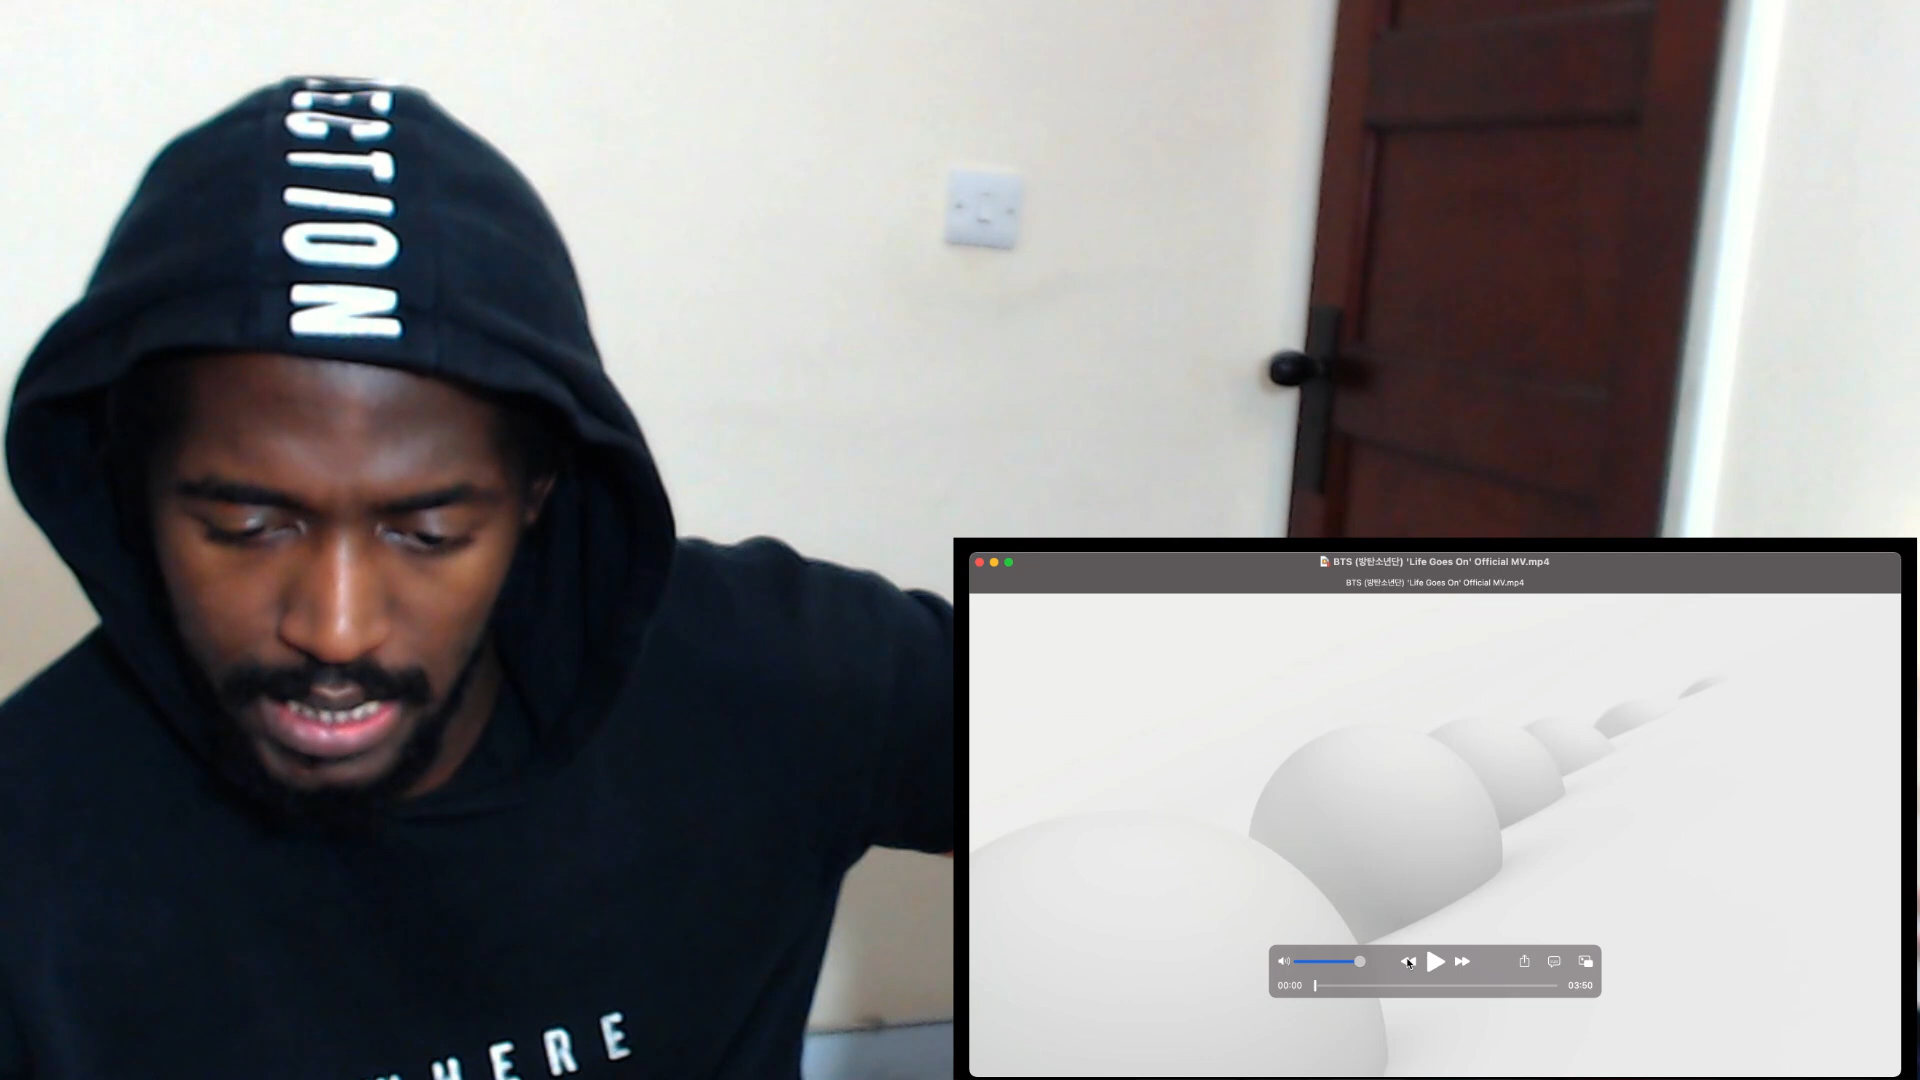 ECTION
HERE
BTS (방탄소년단) 'Life Goes On' Official MV.mp4
BTS (방탄소년단) 'Life Goes On' Official MV.mp4
00:00
03:50